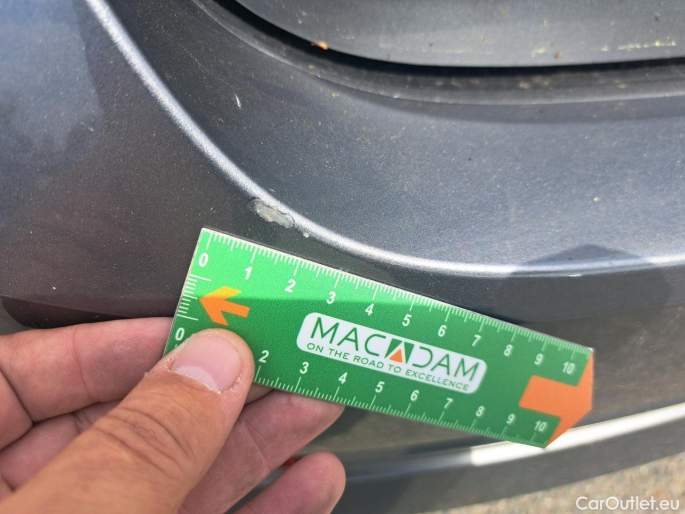 0 1 2 3 4 5 6 7 8 9 10
MACADAM
ON THE ROAD TO EXCELLENCE
0 2 3 4 5 6 7 8 9 10
CarOutlet.eu